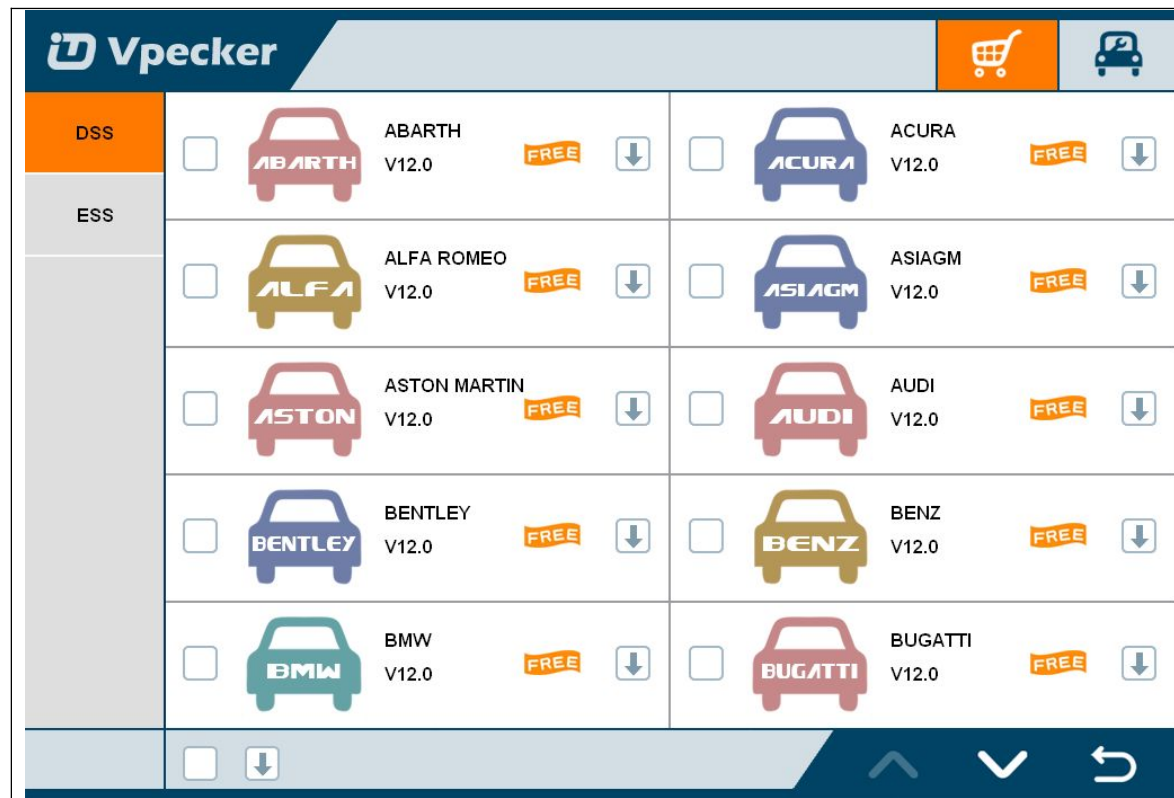 iD Vpecker
DSS
ESS
ABARTH
ABARTH
V12.0
FREE
ACURA
ACURA
V12.0
FREE
ALFA
ALFA ROMEO
V12.0
FREE
ASIAGM
ASIAGM
V12.0
FREE
ASTON
ASTON MARTIN
V12.0
FREE
AUDI
AUDI
V12.0
FREE
BENTLEY
BENTLEY
V12.0
FREE
BENZ
BENZ
V12.0
FREE
BMW
BMW
V12.0
FREE
BUGATTI
BUGATTI
V12.0
FREE